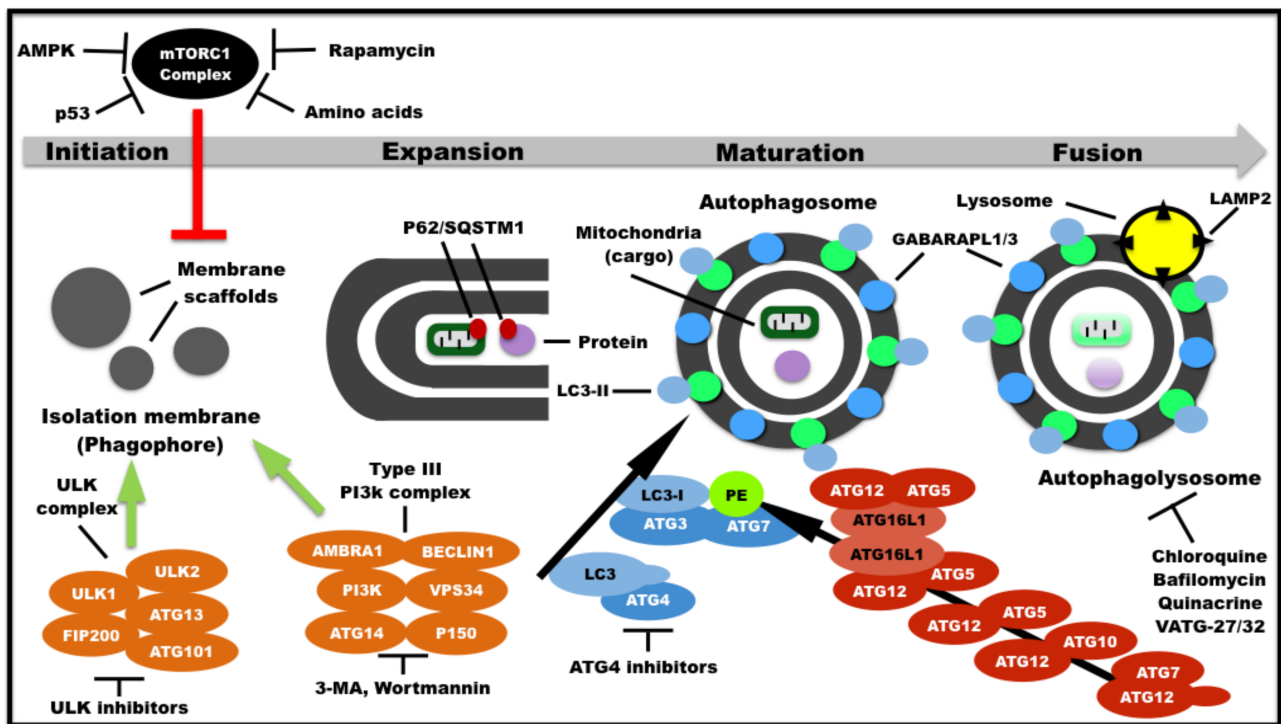 AMPK
mTORC1
Complex
Rapamycin
p53
Amino acids
Initiation
Expansion
Maturation
Fusion
Membrane
scaffolds
Isolation membrane
(Phagophore)
P62/SQSTM1
Protein
LC3-II
Autophagosome
Mitochondria
(cargo)
GABARAPL1/3
Lysosome
LAMP2
Autophagolysosome
Chloroquine
Bafilomycin
Quinacrine
VATG-27/32
ULK
complex
ULK1
ULK2
ATG13
FIP200
ATG101
ULK inhibitors
Type III
PI3k complex
AMBRA1
BECLIN1
PI3K
VPS34
ATG14
P150
3-MA, Wortmannin
LC3-I
PE
ATG3
ATG7
LC3
ATG4
ATG4 inhibitors
ATG12
ATG5
ATG16L1
ATG16L1
ATG5
ATG12
ATG5
ATG12
ATG10
ATG12
ATG7
ATG12